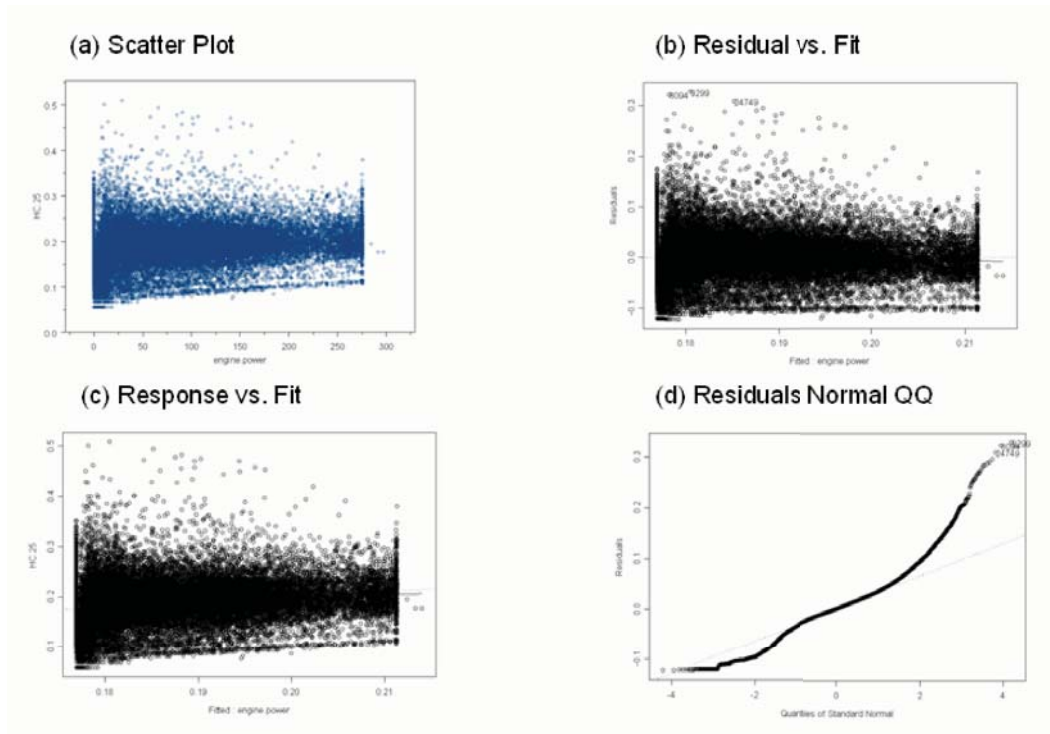 (a) Scatter Plot
HC.25
0.5
0.4
0.3
0.2
0.1
0.0
0 50 100 150 200 250 300
engine.power
(b) Residual vs. Fit
Residuals
0.3
0.2
0.1
0.0
-0.1
0.18 0.19 0.20 0.21
Fitted : engine.power
(c) Response vs. Fit
HC.25
0.5
0.4
0.3
0.2
0.1
0.18 0.19 0.20 0.21
Fitted : engine.power
(d) Residuals Normal QQ
Residuals
0.3
0.2
0.1
0.0
-0.1
-4 -2 0 2 4
Quantiles of Standard Normal